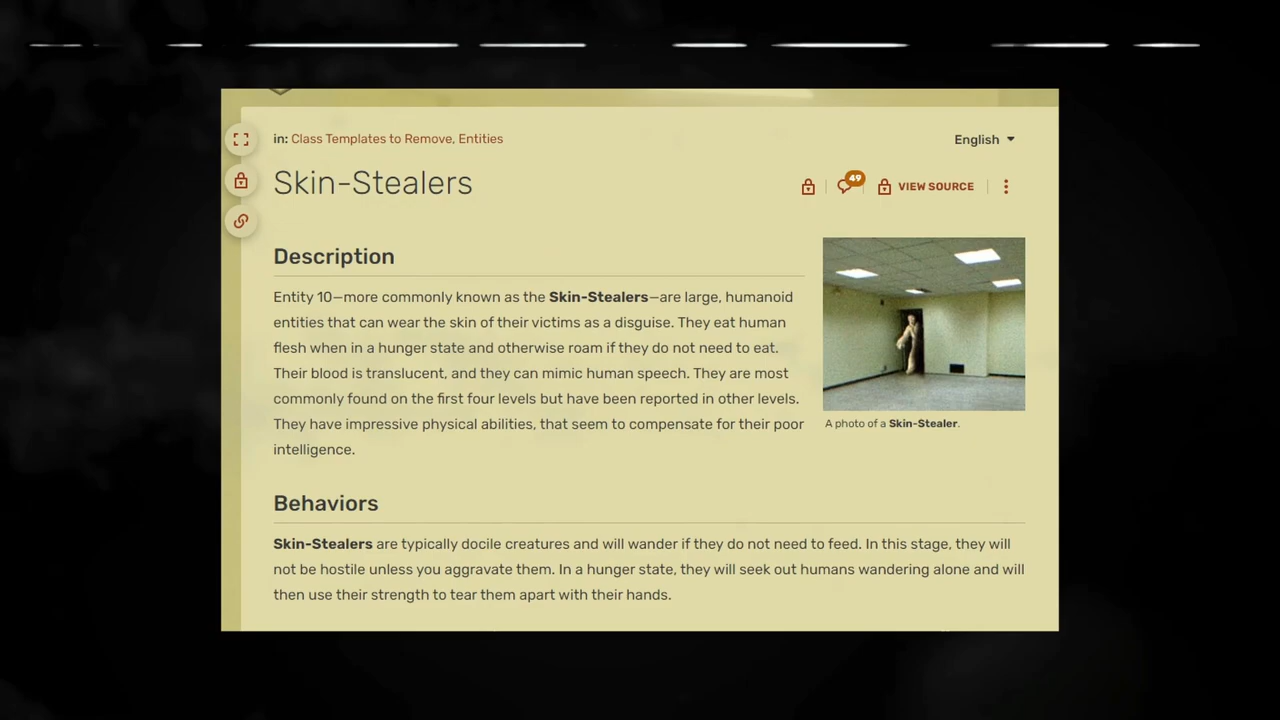 in: Class Templates to Remove, Entities
English
Skin-Stealers
49
VIEW SOURCE
Description
Entity 10—more commonly known as the Skin-Stealers—are large, humanoid
entities that can wear the skin of their victims as a disguise. They eat human
flesh when in a hunger state and otherwise roam if they do not need to eat.
Their blood is translucent, and they can mimic human speech. They are most
commonly found on the first four levels but have been reported in other levels.
They have impressive physical abilities, that seem to compensate for their poor
intelligence.
A photo of a Skin-Stealer.
Behaviors
Skin-Stealers are typically docile creatures and will wander if they do not need to feed. In this stage, they will
not be hostile unless you aggravate them. In a hunger state, they will seek out humans wandering alone and will
then use their strength to tear them apart with their hands.